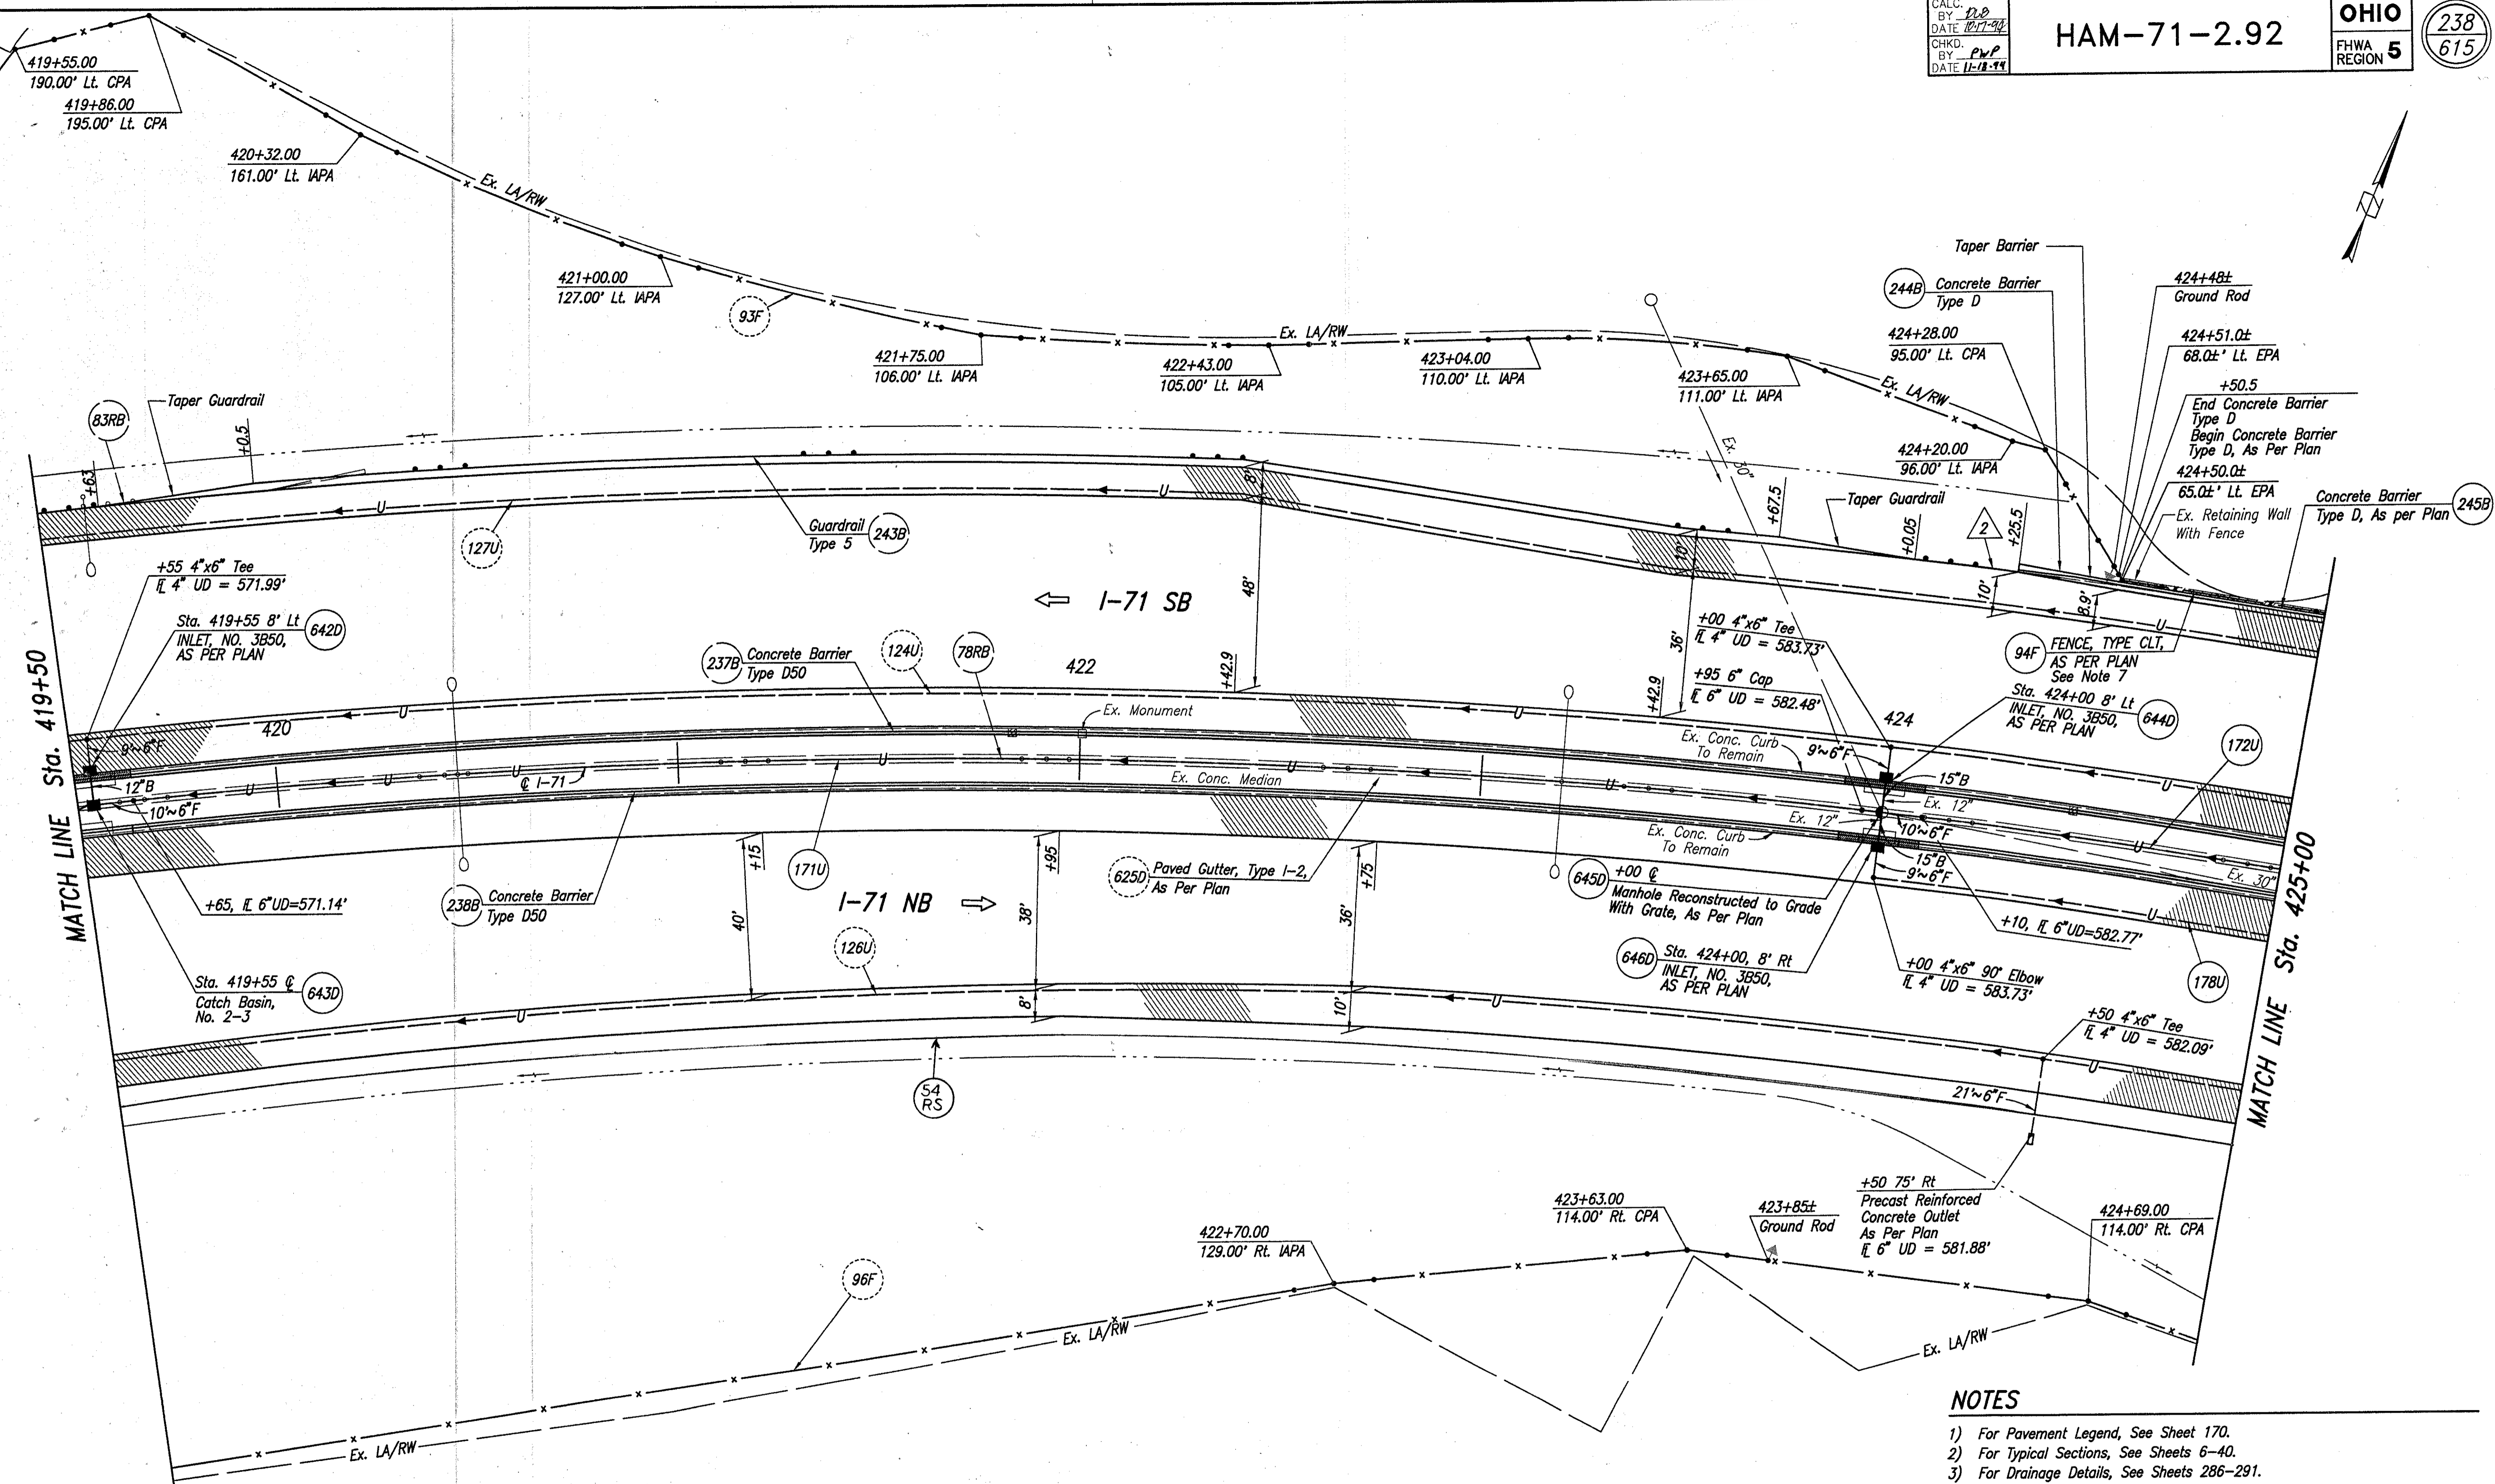 CALC.
BY DLB
DATE 10-17-94
CHKD.
BY PWP
DATE 11-18-94
HAM-71-2.92
OHIO
FHWA
REGION 5
238
615
419+55.00
190.00' Lt. CPA
419+86.00
195.00' Lt. CPA
420+32.00
161.00' Lt. IAPA
Ex. LA/RW
421+00.00
127.00' Lt. IAPA
93F
421+75.00
106.00' Lt. IAPA
422+43.00
105.00' Lt. IAPA
Ex. LA/RW
423+04.00
110.00' Lt. IAPA
423+65.00
111.00' Lt. IAPA
Ex. LA/RW
Taper Barrier
244B
Concrete Barrier
Type D
424+28.00
95.00' Lt. CPA
424+20.00
96.00' Lt. IAPA
424+48±
Ground Rod
424+51.0±
68.0±' Lt. EPA
+50.5
End Concrete Barrier
Type D
Begin Concrete Barrier
Type D, As Per Plan
424+50.0±
65.0±' Lt. EPA
Ex. Retaining Wall
With Fence
Concrete Barrier
Type D, As per Plan
245B
83RB
Taper Guardrail
+63
+0.5
Ex. 30"
8'
+67.5
Taper Guardrail
+0.05
2
+25.5
10'
10'
8.9'
U
U
U
127U
Guardrail
Type 5
243B
48'
36'
I-71 SB
+55 4"x6" Tee
FL 4" UD = 571.99'
Sta. 419+55 8' Lt
INLET, NO. 3B50,
AS PER PLAN
642D
MATCH LINE Sta. 419+50
237B
Concrete Barrier
Type D50
124U
78RB
422
+42.9
+42.9
+00 4"x6" Tee
FL 4" UD = 583.73'
+95 6" Cap
FL 6" UD = 582.48'
94F
FENCE, TYPE CLT,
AS PER PLAN
See Note 7
Sta. 424+00 8' Lt
INLET, NO. 3B50,
AS PER PLAN
644D
172U
420
424
9'~6"F
Ex. Monument
Ex. Conc. Curb
To Remain
9'~6"F
15"B
Ex. 12"
U
U
U
12"B
10'~6"F
U
U
U
℄ I-71
U
U
U
U
Ex. Conc. Median
Ex. 12"
10'~6"F
Ex. Conc. Curb
To Remain
15"B
9'~6"F
Ex. 30"
+65, FL 6"UD=571.14'
238B
Concrete Barrier
Type D50
171U
+15
+95
+75
625D
Paved Gutter, Type I-2,
As Per Plan
645D
+00 ℄
Manhole Reconstructed to Grade
With Grate, As Per Plan
U
+10, FL 6"UD=582.77'
I-71 NB
40'
38'
36'
126U
646D
Sta. 424+00, 8' Rt
INLET, NO. 3B50,
AS PER PLAN
+00 4"x6" 90° Elbow
FL 4" UD = 583.73'
178U
MATCH LINE Sta. 425+00
Sta. 419+55 ℄
Catch Basin,
No. 2-3
643D
8'
10'
U
U
U
+50 4"x6" Tee
FL 4" UD = 582.09'
54
RS
21'~6"F
+50 75' Rt
Precast Reinforced
Concrete Outlet
As Per Plan
FL 6" UD = 581.88'
422+70.00
129.00' Rt. IAPA
423+63.00
114.00' Rt. CPA
423+85±
Ground Rod
424+69.00
114.00' Rt. CPA
96F
Ex. LA/RW
Ex. LA/RW
Ex. LA/RW
NOTES
1) For Pavement Legend, See Sheet 170.
2) For Typical Sections, See Sheets 6-40.
3) For Drainage Details, See Sheets 286-291.